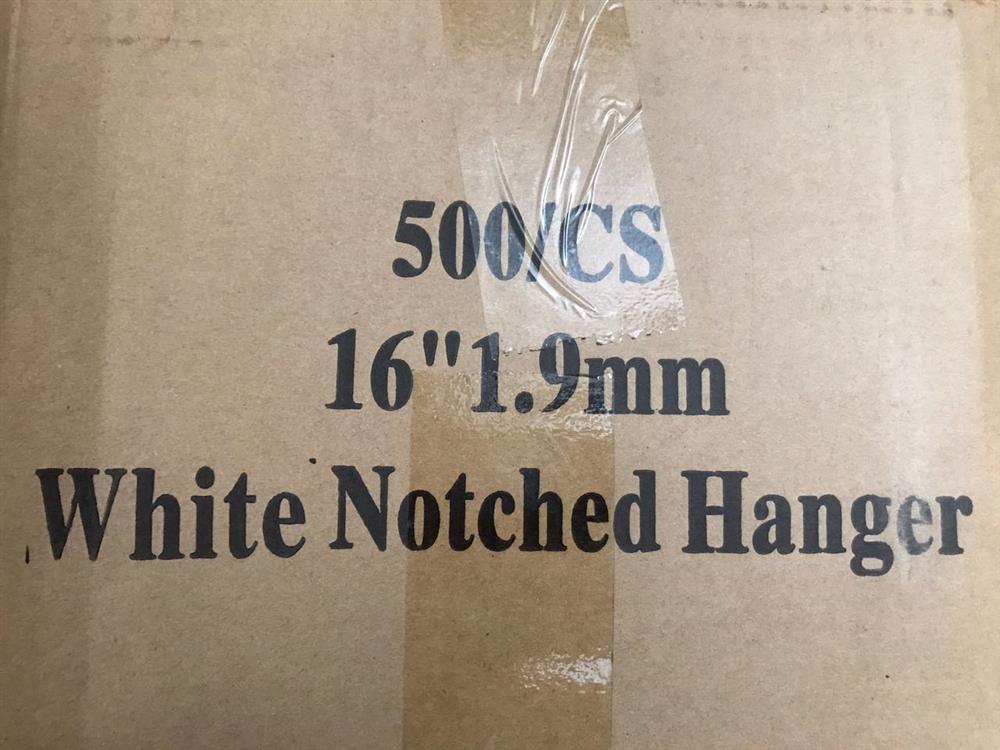 500/CS
16"1.9mm
White Notched Hanger